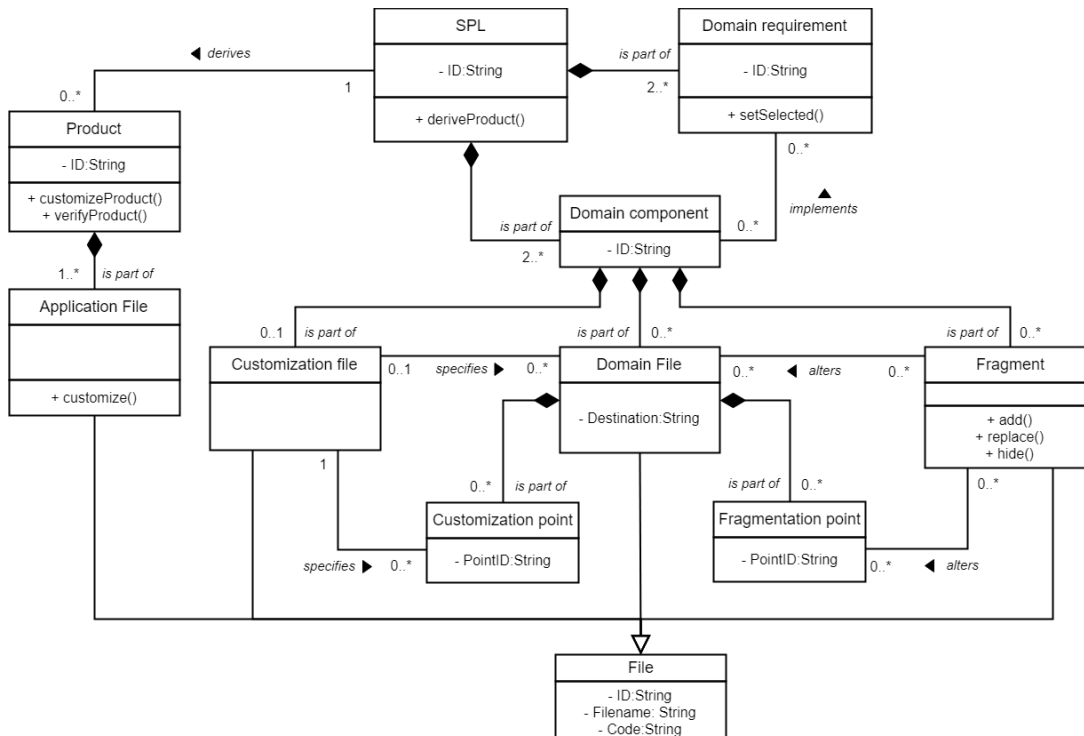 SPL
- ID:String
+ deriveProduct()
Domain requirement
- ID:String
+ setSelected()
◄ derives
is part of
0..*
1
2..*
0..*
Product
- ID:String
+ customizeProduct()
+ verifyProduct()
▲
implements
Domain component
- ID:String
is part of
2..*
0..*
1..*
is part of
Application File
+ customize()
0..1
is part of
is part of
0..*
is part of
0..*
Customization file
0..1
specifies ►
0..*
Domain File
- Destination:String
0..*
◄ alters
0..*
Fragment
+ add()
+ replace()
+ hide()
1
0..*
is part of
is part of
0..*
0..*
Customization point
- PointID:String
Fragmentation point
- PointID:String
specifies ►
0..*
0..*
◄ alters
File
- ID:String
- Filename: String
- Code:String